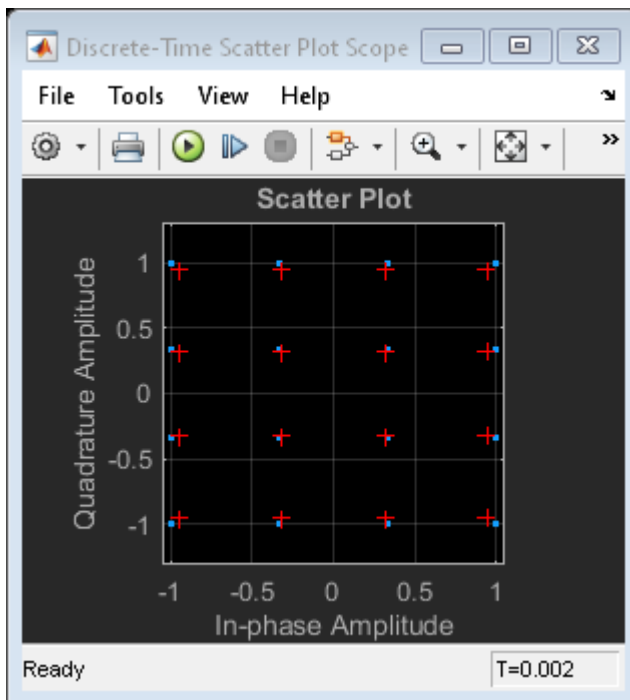 Discrete-Time Scatter Plot Scope
File Tools View Help
Scatter Plot
Quadrature Amplitude
1
0.5
0
-0.5
-1
-1 -0.5 0 0.5 1
In-phase Amplitude
Ready T=0.002